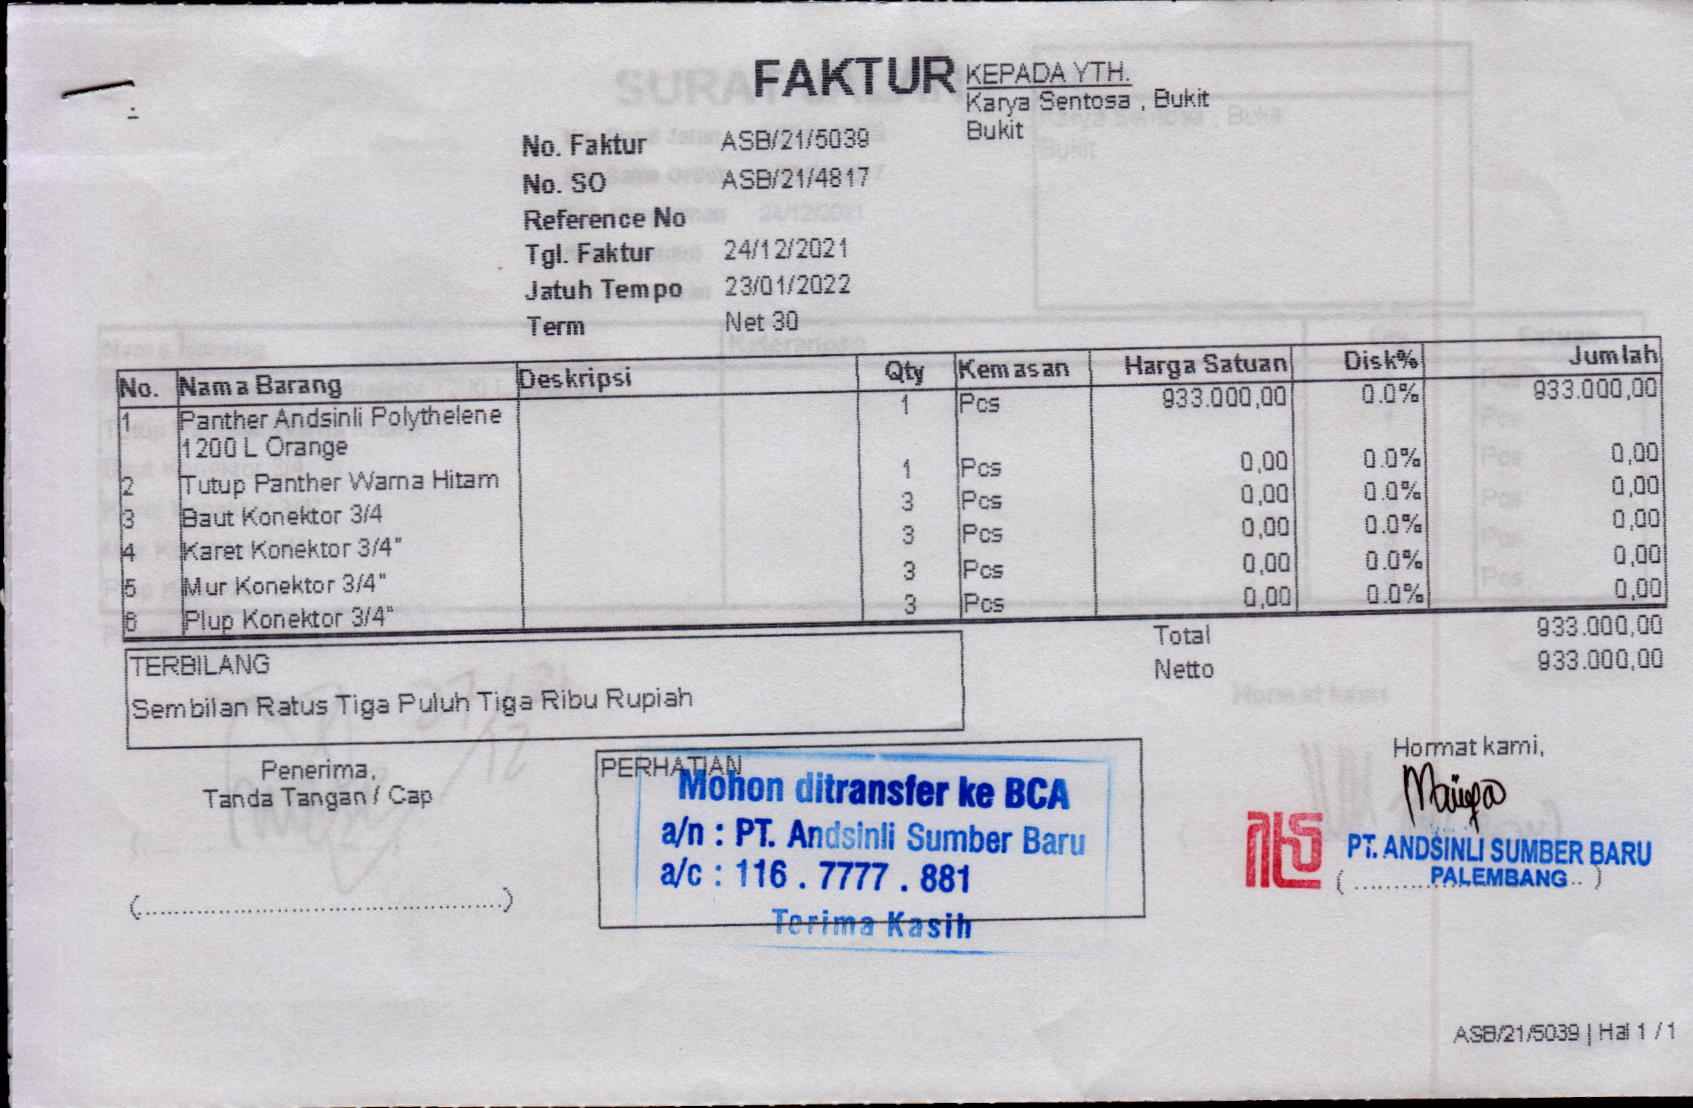 FAKTUR
KEPADA YTH.
Karya Sentosa , Bukit
Bukit
No. Faktur ASB/21/5039
No. SO ASB/21/4817
Reference No
Tgl. Faktur 24/12/2021
Jatuh Tempo 23/01/2022
Term Net 30
No. Nama Barang Deskripsi Qty Kemasan Harga Satuan Disk% Jumlah
1 Panther Andsinli Polythelene 1 Pcs 933.000,00 0.0% 933.000,00
1200 L Orange
2 Tutup Panther Warna Hitam 1 Pcs 0,00 0.0% 0,00
3 Baut Konektor 3/4 3 Pcs 0,00 0.0% 0,00
4 Karet Konektor 3/4" 3 Pcs 0,00 0.0% 0,00
5 Mur Konektor 3/4" 3 Pcs 0,00 0.0% 0,00
6 Plup Konektor 3/4" 3 Pcs 0,00 0.0% 0,00
Total 933.000,00
Netto 933.000,00
TERBILANG
Sembilan Ratus Tiga Puluh Tiga Ribu Rupiah
Penerima,
Tanda Tangan / Cap
(....................................................)
PERHATIAN
Mohon ditransfer ke BCA
a/n : PT. Andsinli Sumber Baru
a/c : 116 . 7777 . 881
Terima Kasih
Hormat kami,
PT. ANDSINLI SUMBER BARU
PALEMBANG
ASB/21/5039 | Hal 1 / 1